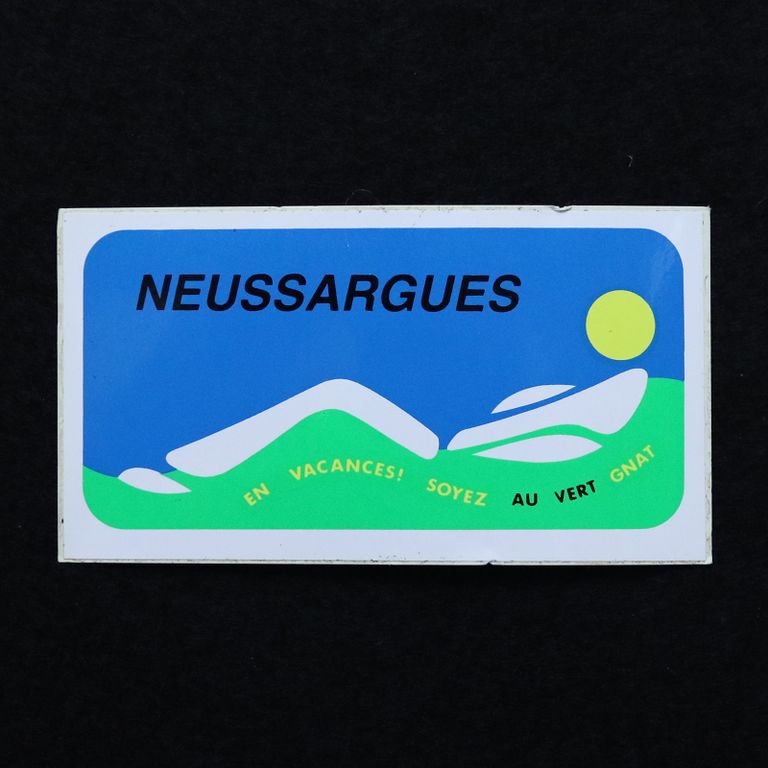 NEUSSARGUES
EN VACANCES! SOYEZ AU VERT GNAT